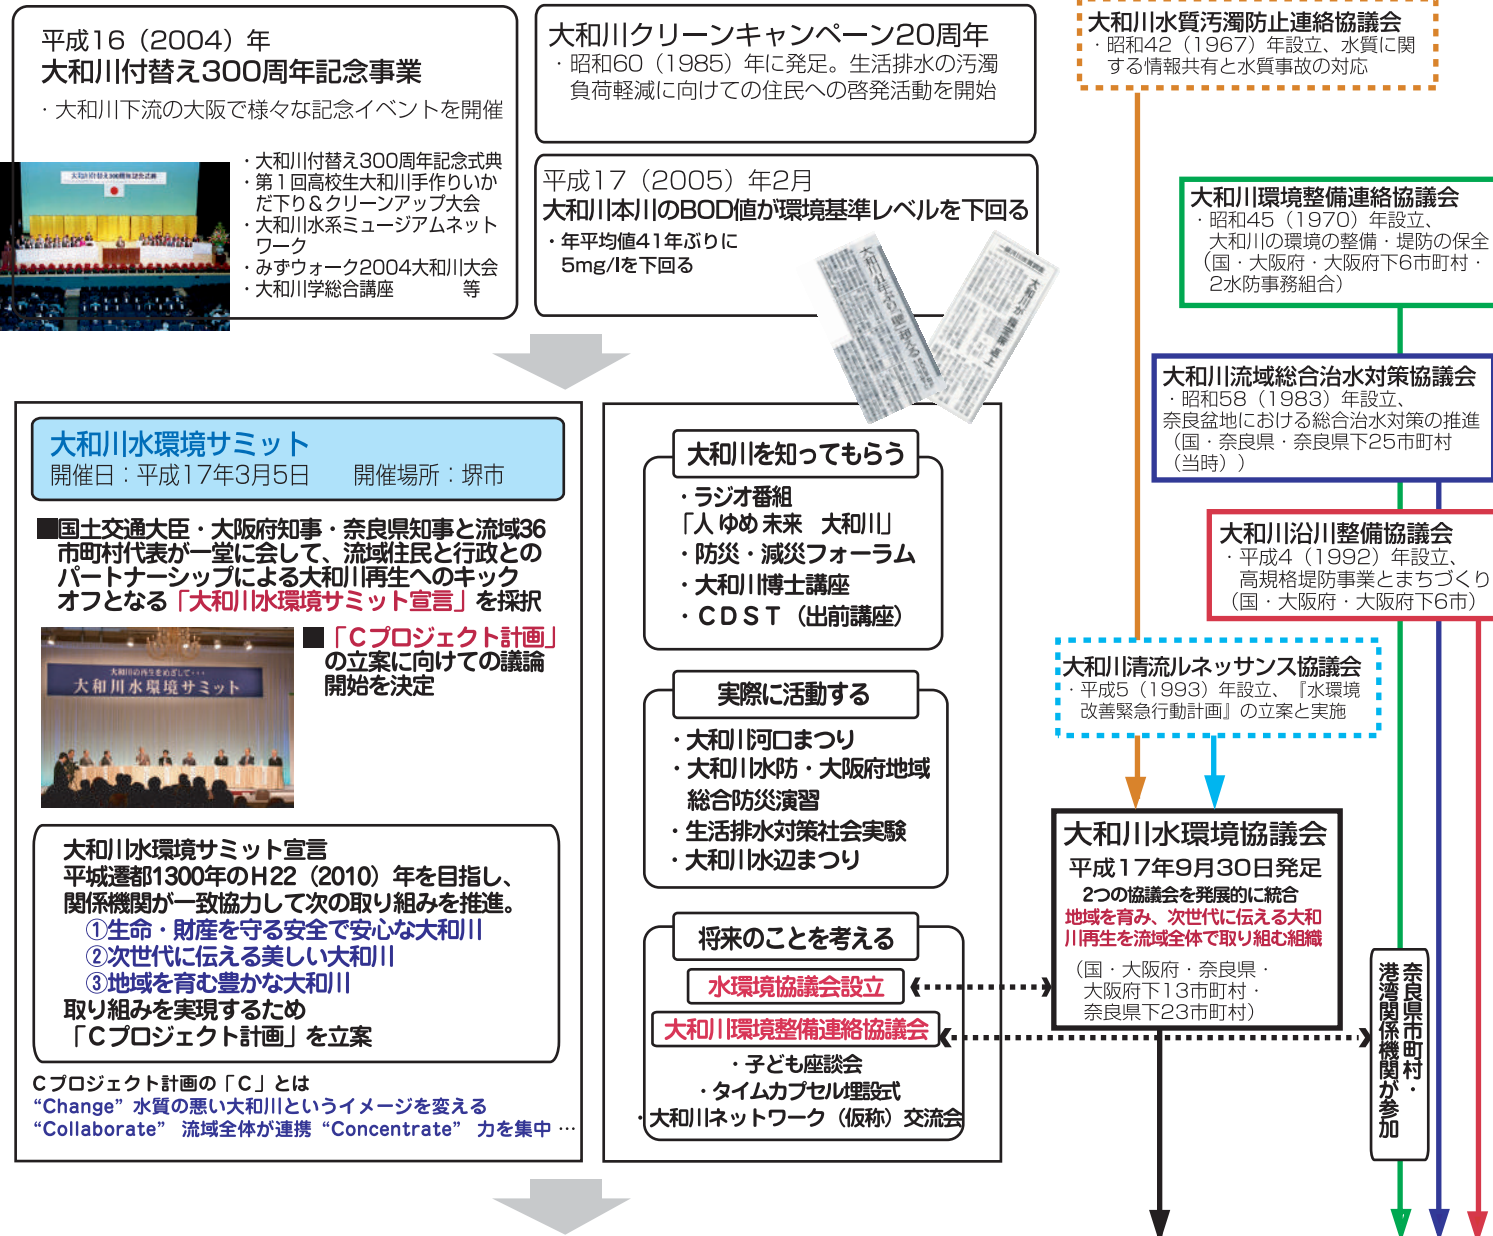 平成16（2004）年
大和川付替え300周年記念事業
・大和川下流の大阪で様々な記念イベントを開催
大和川付替え300周年記念式典
・大和川付替え300周年記念式典
・第1回高校生大和川手作りいか
だ下り＆クリーンアップ大会
・大和川水系ミュージアムネット
ワーク
・みずウォーク2004大和川大会
・大和川学総合講座　　　等
大和川クリーンキャンペーン20周年
・昭和60（1985）年に発足。生活排水の汚濁
負荷軽減に向けての住民への啓発活動を開始
平成17（2005）年2月
大和川本川のBOD値が環境基準レベルを下回る
・年平均値41年ぶりに
5mg/lを下回る
大和川水環境サミット
開催日：平成17年3月5日　　開催場所：堺市
■国土交通大臣・大阪府知事・奈良県知事と流域36
市町村代表が一堂に会して、流域住民と行政との
パートナーシップによる大和川再生へのキック
オフとなる「大和川水環境サミット宣言」を採択
大和川の再生をめざして・・・
大和川水環境サミット
■「Cプロジェクト計画」
の立案に向けての議論
開始を決定
大和川水環境サミット宣言
平城遷都1300年のH22（2010）年を目指し、
関係機関が一致協力して次の取り組みを推進。
①生命・財産を守る安全で安心な大和川
②次世代に伝える美しい大和川
③地域を育む豊かな大和川
取り組みを実現するため
「Cプロジェクト計画」を立案
Cプロジェクト計画の「C」とは
“Change”水質の悪い大和川というイメージを変える
“Collaborate” 流域全体が連携 “Concentrate” 力を集中…
大和川を知ってもらう
・ラジオ番組
「人 ゆめ 未来　大和川」
・防災・減災フォーラム
・大和川博士講座
・CDST（出前講座）
実際に活動する
・大和川河口まつり
・大和川水防・大阪府地域
総合防災演習
・生活排水対策社会実験
・大和川水辺まつり
将来のことを考える
水環境協議会設立
大和川環境整備連絡協議会
・子ども座談会
・タイムカプセル埋設式
・大和川ネットワーク（仮称）交流会
大和川水質汚濁防止連絡協議会
・昭和42（1967）年設立、水質に関
する情報共有と水質事故の対応
大和川環境整備連絡協議会
・昭和45（1970）年設立、
大和川の環境の整備・堤防の保全
（国・大阪府・大阪府下6市町村・
2水防事務組合）
大和川流域総合治水対策協議会
・昭和58（1983）年設立、
奈良盆地における総合治水対策の推進
（国・奈良県・奈良県下25市町村
（当時））
大和川沿川整備協議会
・平成4（1992）年設立、
高規格堤防事業とまちづくり
（国・大阪府・大阪府下6市）
大和川清流ルネッサンス協議会
・平成5（1993）年設立、『水環境
改善緊急行動計画』の立案と実施
大和川水環境協議会
平成17年9月30日発足
2つの協議会を発展的に統合
地域を育み、次世代に伝える大和
川再生を流域全体で取り組む組織
（国・大阪府・奈良県・
大阪府下13市町村・
奈良県下23市町村）
奈良県市町村・
港湾関係機関が参加